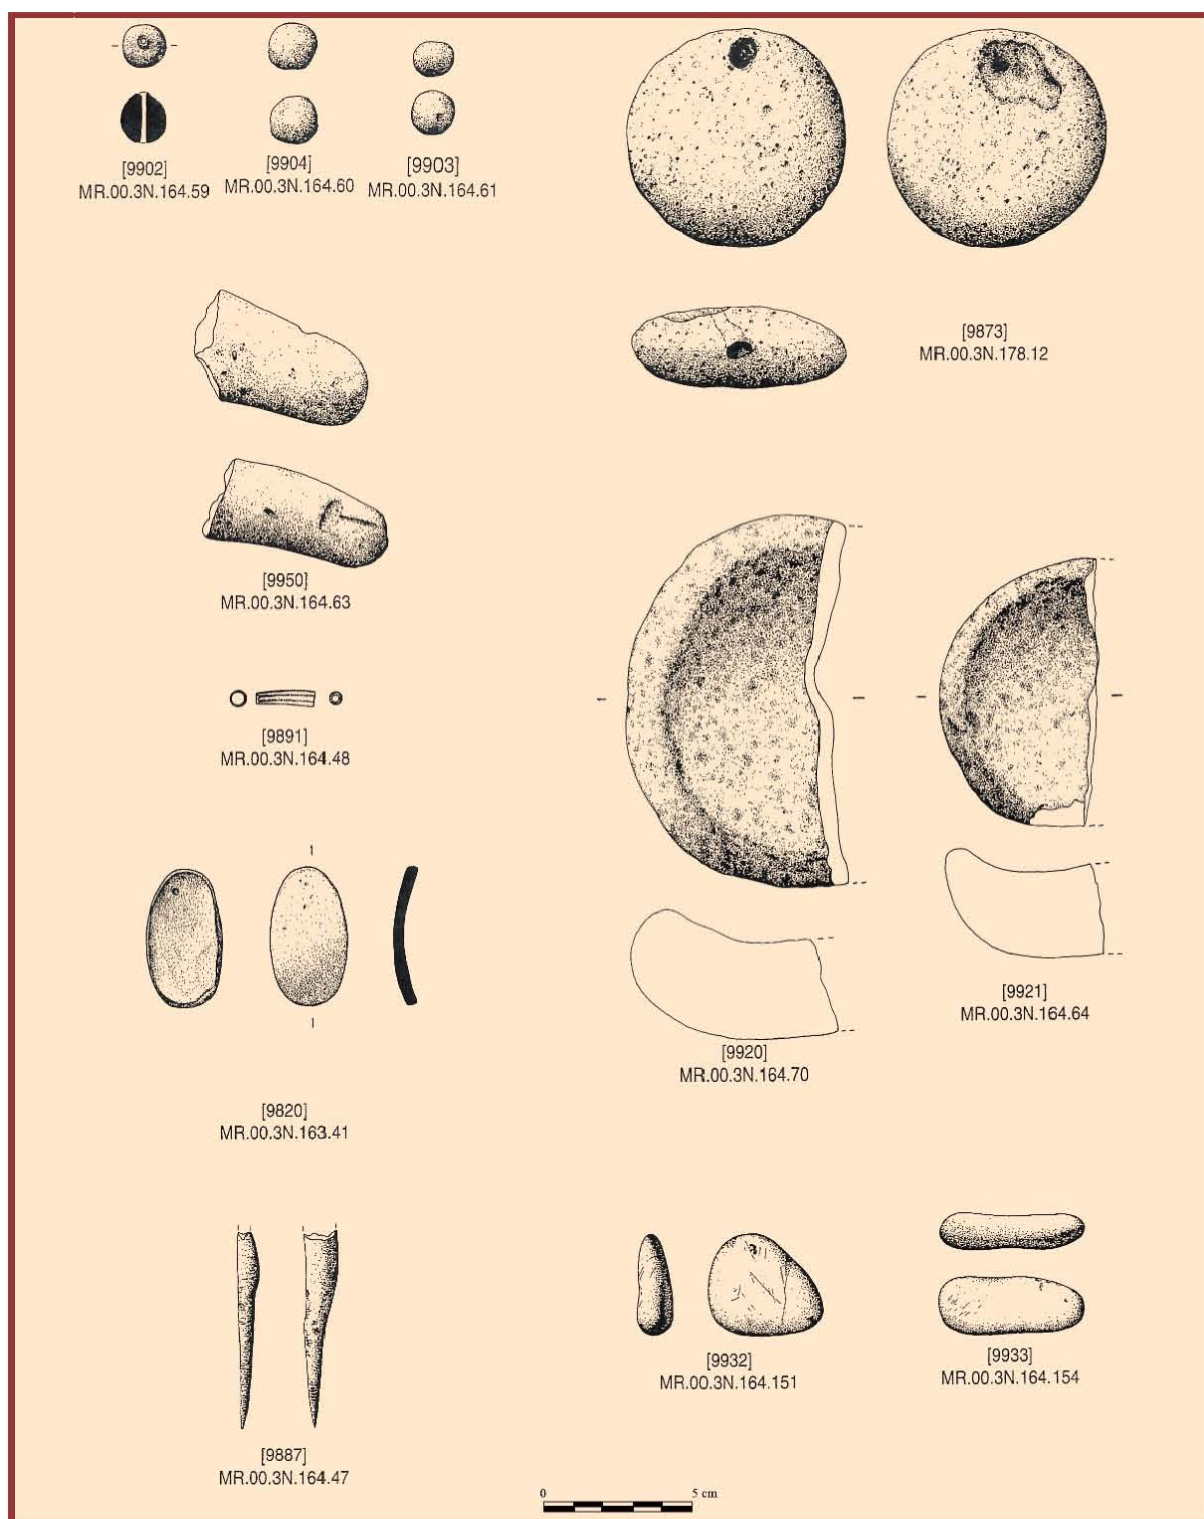 [9902]
MR.00.3N.164.59
[9904]
MR.00.3N.164.60
[9903]
MR.00.3N.164.61
[9873]
MR.00.3N.178.12
[9950]
MR.00.3N.164.63
[9891]
MR.00.3N.164.48
[9921]
MR.00.3N.164.64
[9920]
MR.00.3N.164.70
[9820]
MR.00.3N.163.41
[9932]
MR.00.3N.164.151
[9933]
MR.00.3N.164.154
[9887]
MR.00.3N.164.47
0 5 cm